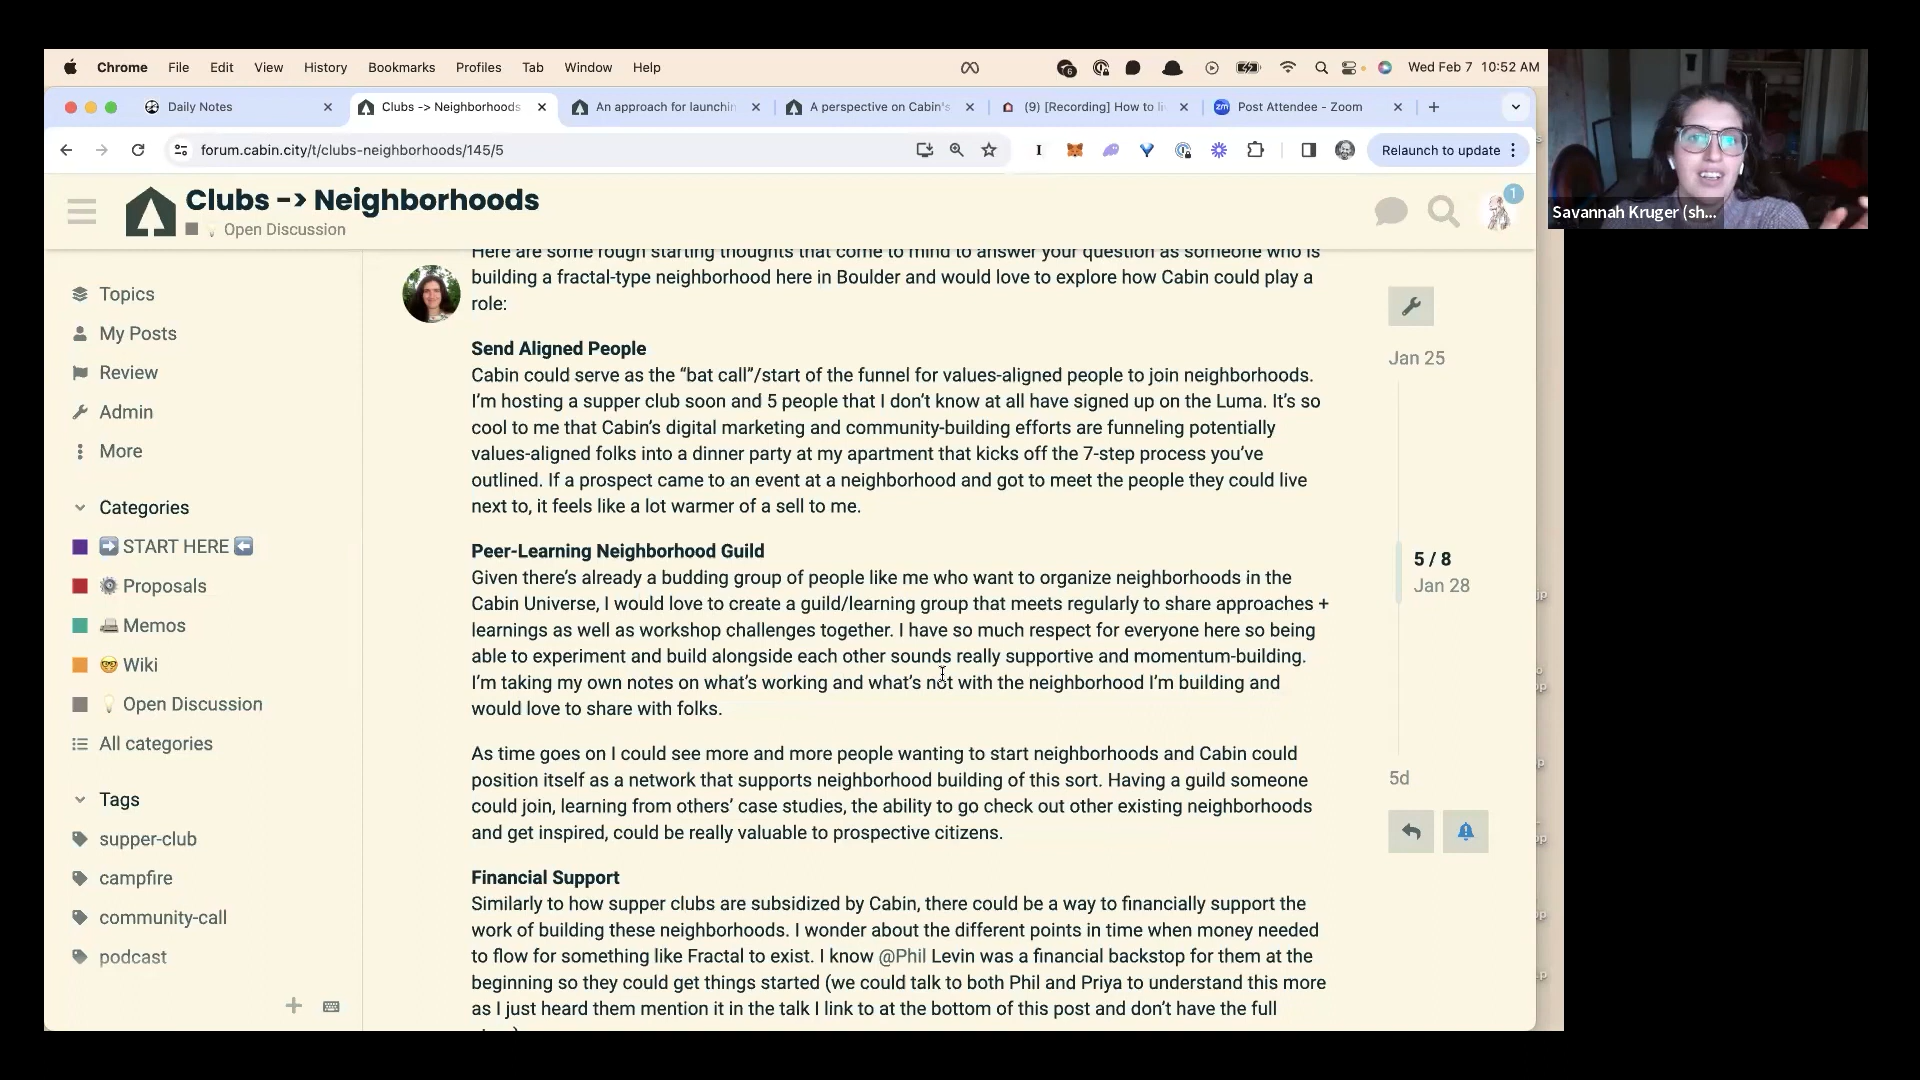 Chrome File Edit View History Bookmarks Profiles Tab Window Help
Wed Feb 7 10:52 AM
Daily Notes
Clubs -> Neighborhoods
An approach for launchin
A perspective on Cabin's
(9) [Recording] How to li
Post Attendee - Zoom
forum.cabin.city/t/clubs-neighborhoods/145/5
Relaunch to update
Savannah Kruger (sh...
Clubs -> Neighborhoods
Open Discussion
1
Topics
My Posts
Review
Admin
More
Categories
START HERE
Proposals
Memos
Wiki
Open Discussion
All categories
Tags
supper-club
campfire
community-call
podcast
Here are some rough starting thoughts that come to mind to answer your question as someone who is
building a fractal-type neighborhood here in Boulder and would love to explore how Cabin could play a
role:
Send Aligned People
Cabin could serve as the “bat call”/start of the funnel for values-aligned people to join neighborhoods.
I’m hosting a supper club soon and 5 people that I don’t know at all have signed up on the Luma. It’s so
cool to me that Cabin’s digital marketing and community-building efforts are funneling potentially
values-aligned folks into a dinner party at my apartment that kicks off the 7-step process you’ve
outlined. If a prospect came to an event at a neighborhood and got to meet the people they could live
next to, it feels like a lot warmer of a sell to me.
Peer-Learning Neighborhood Guild
Given there’s already a budding group of people like me who want to organize neighborhoods in the
Cabin Universe, I would love to create a guild/learning group that meets regularly to share approaches +
learnings as well as workshop challenges together. I have so much respect for everyone here so being
able to experiment and build alongside each other sounds really supportive and momentum-building.
I’m taking my own notes on what’s working and what’s not with the neighborhood I’m building and
would love to share with folks.
As time goes on I could see more and more people wanting to start neighborhoods and Cabin could
position itself as a network that supports neighborhood building of this sort. Having a guild someone
could join, learning from others’ case studies, the ability to go check out other existing neighborhoods
and get inspired, could be really valuable to prospective citizens.
Financial Support
Similarly to how supper clubs are subsidized by Cabin, there could be a way to financially support the
work of building these neighborhoods. I wonder about the different points in time when money needed
to flow for something like Fractal to exist. I know @Phil Levin was a financial backstop for them at the
beginning so they could get things started (we could talk to both Phil and Priya to understand this more
as I just heard them mention it in the talk I link to at the bottom of this post and don’t have the full
Jan 25
5 / 8
Jan 28
5d